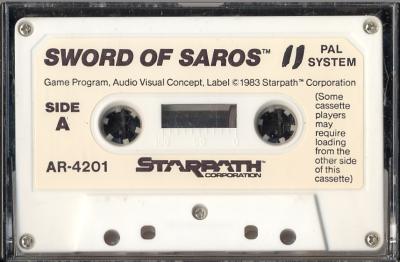 SWORD OF SAROS™
PAL
SYSTEM
Game Program, Audio Visual Concept, Label ©1983 Starpath™ Corporation
SIDE
A
(Some
cassette
players
may
require
loading
from the
other side
of this
cassette)
AR-4201
STARPATH™
CORPORATION